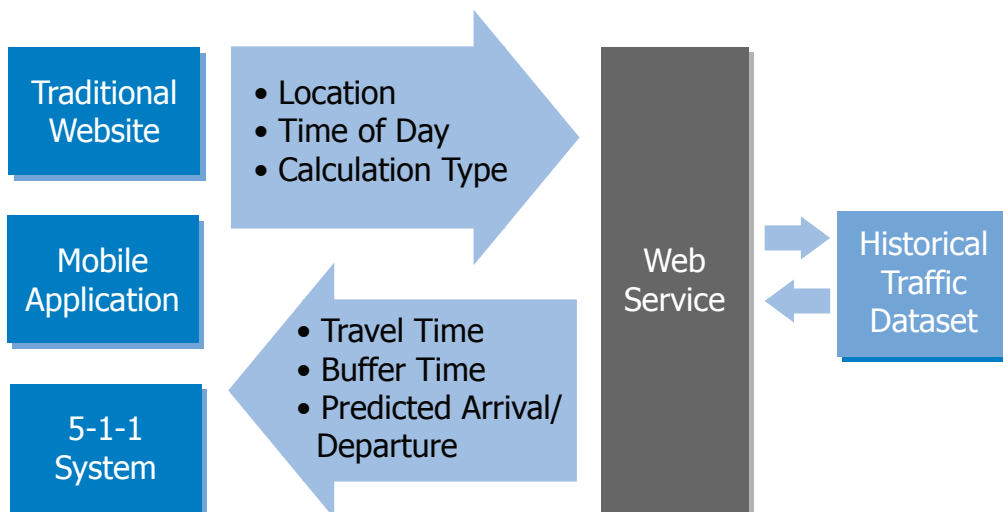 Traditional
Website
• Location
• Time of Day
• Calculation Type
Mobile
Application
Web
Service
Historical
Traffic
Dataset
• Travel Time
• Buffer Time
• Predicted Arrival/
Departure
5-1-1
System